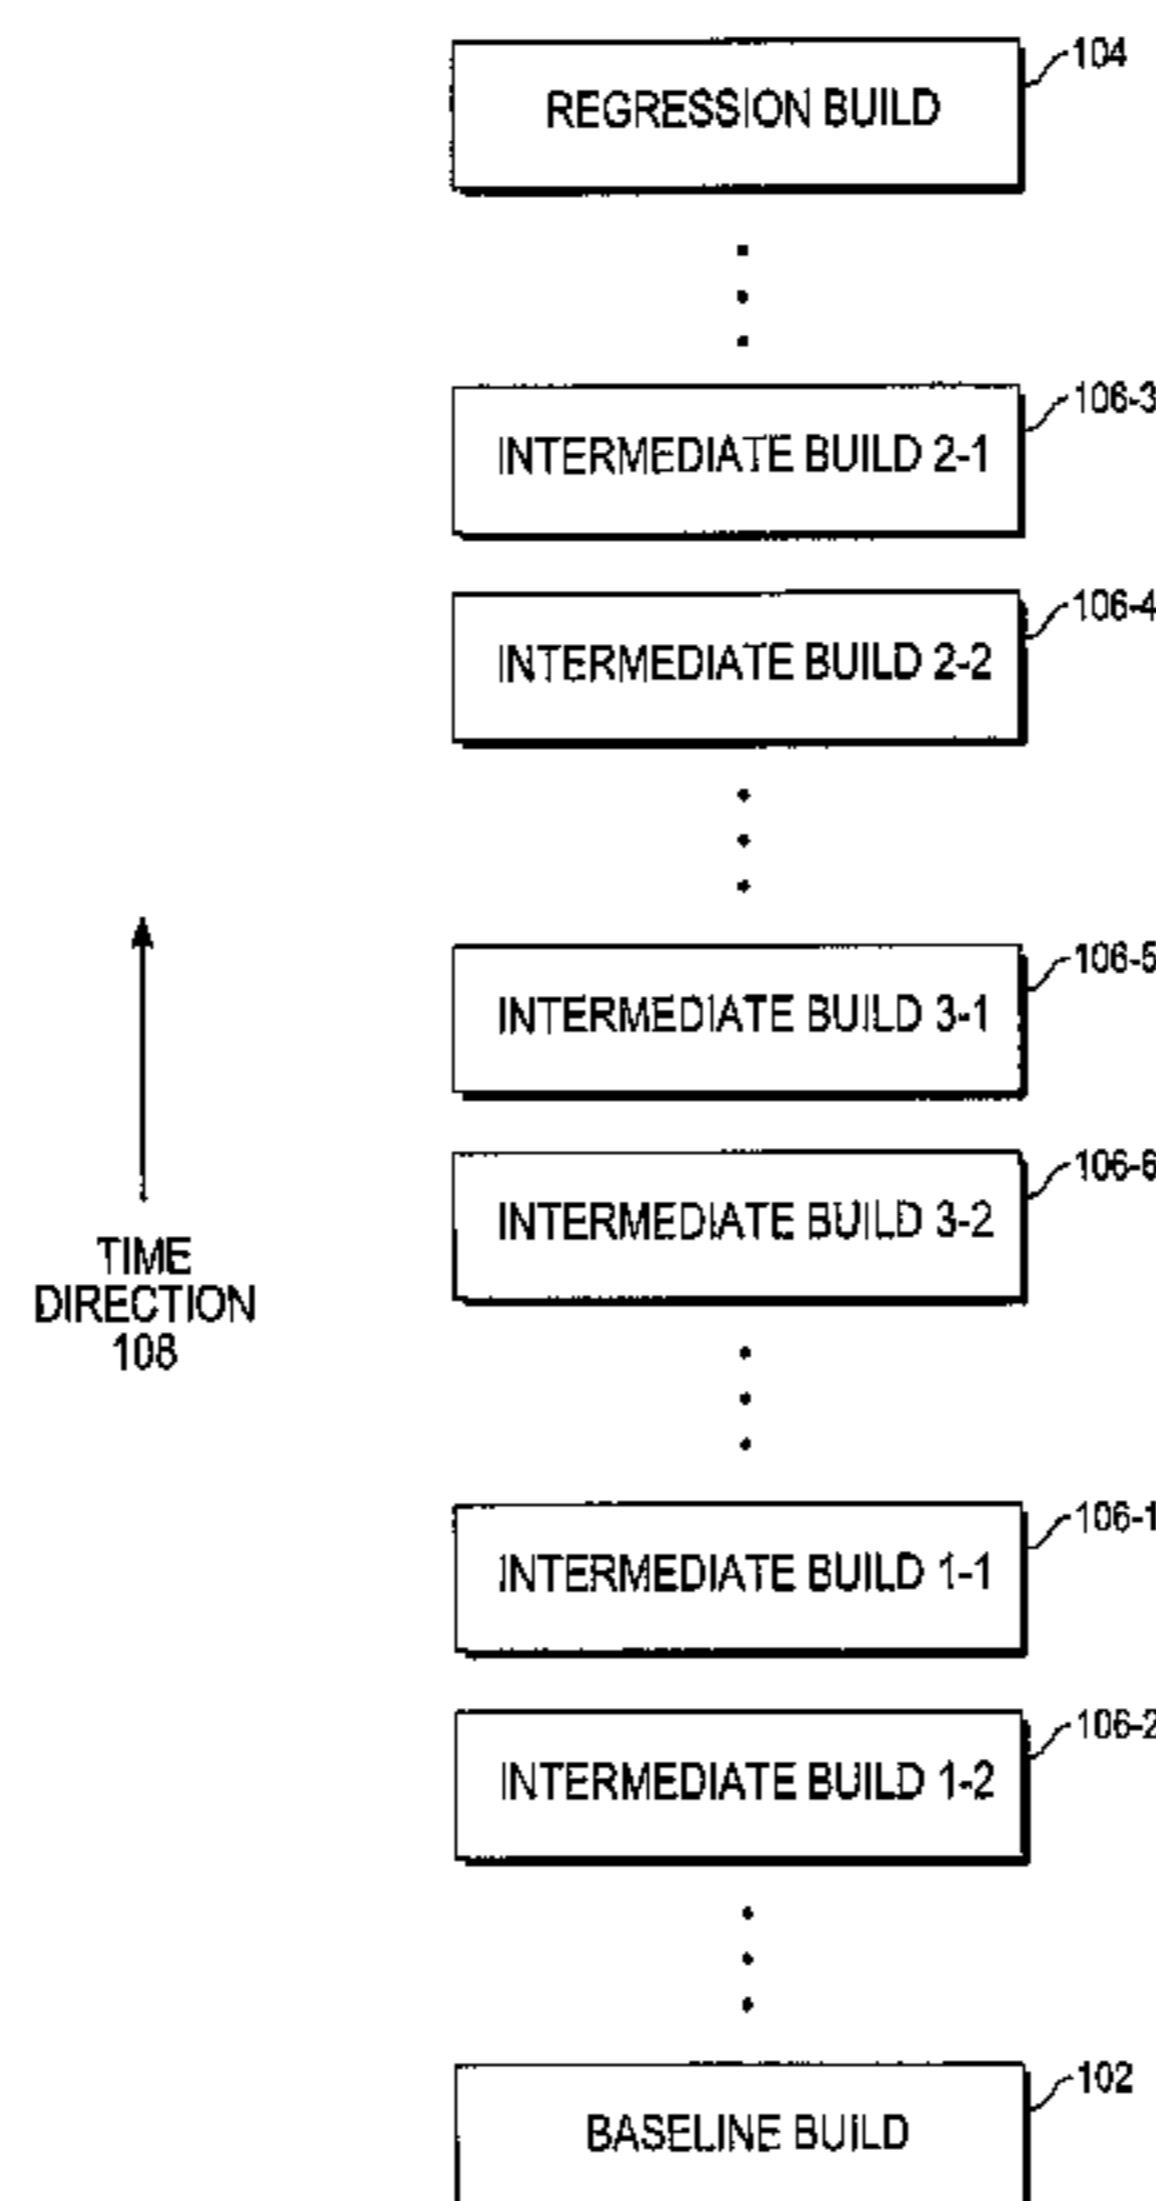 104
REGRESSION BUILD
106-3
INTERMEDIATE BUILD 2-1
106-4
INTERMEDIATE BUILD 2-2
106-5
INTERMEDIATE BUILD 3-1
106-6
INTERMEDIATE BUILD 3-2
TIME
DIRECTION
108
106-1
INTERMEDIATE BUILD 1-1
106-2
INTERMEDIATE BUILD 1-2
102
BASELINE BUILD